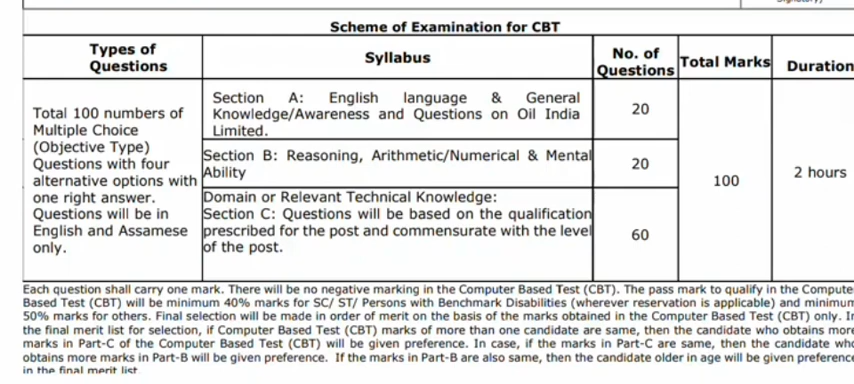 Signatory)
Scheme of Examination for CBT
Types of
Questions
Syllabus
No. of
Questions
Total Marks
Duration
Total 100 numbers of
Multiple Choice
(Objective Type)
Questions with four
alternative options with
one right answer.
Questions will be in
English and Assamese
only.
Section A: English language & General
Knowledge/Awareness and Questions on Oil India
Limited.
20
Section B: Reasoning, Arithmetic/Numerical & Mental
Ability
20
Domain or Relevant Technical Knowledge:
Section C: Questions will be based on the qualification
prescribed for the post and commensurate with the level
of the post.
60
100
2 hours
Each question shall carry one mark. There will be no negative marking in the Computer Based Test (CBT). The pass mark to qualify in the Compute
Based Test (CBT) will be minimum 40% marks for SC/ ST/ Persons with Benchmark Disabilities (wherever reservation is applicable) and minimum
50% marks for others. Final selection will be made in order of merit on the basis of the marks obtained in the Computer Based Test (CBT) only. In
the final merit list for selection, if Computer Based Test (CBT) marks of more than one candidate are same, then the candidate who obtains more
marks in Part-C of the Computer Based Test (CBT) will be given preference. In case, if the marks in Part-C are same, then the candidate who
obtains more marks in Part-B will be given preference. If the marks in Part-B are also same, then the candidate older in age will be given preference
in the final merit list